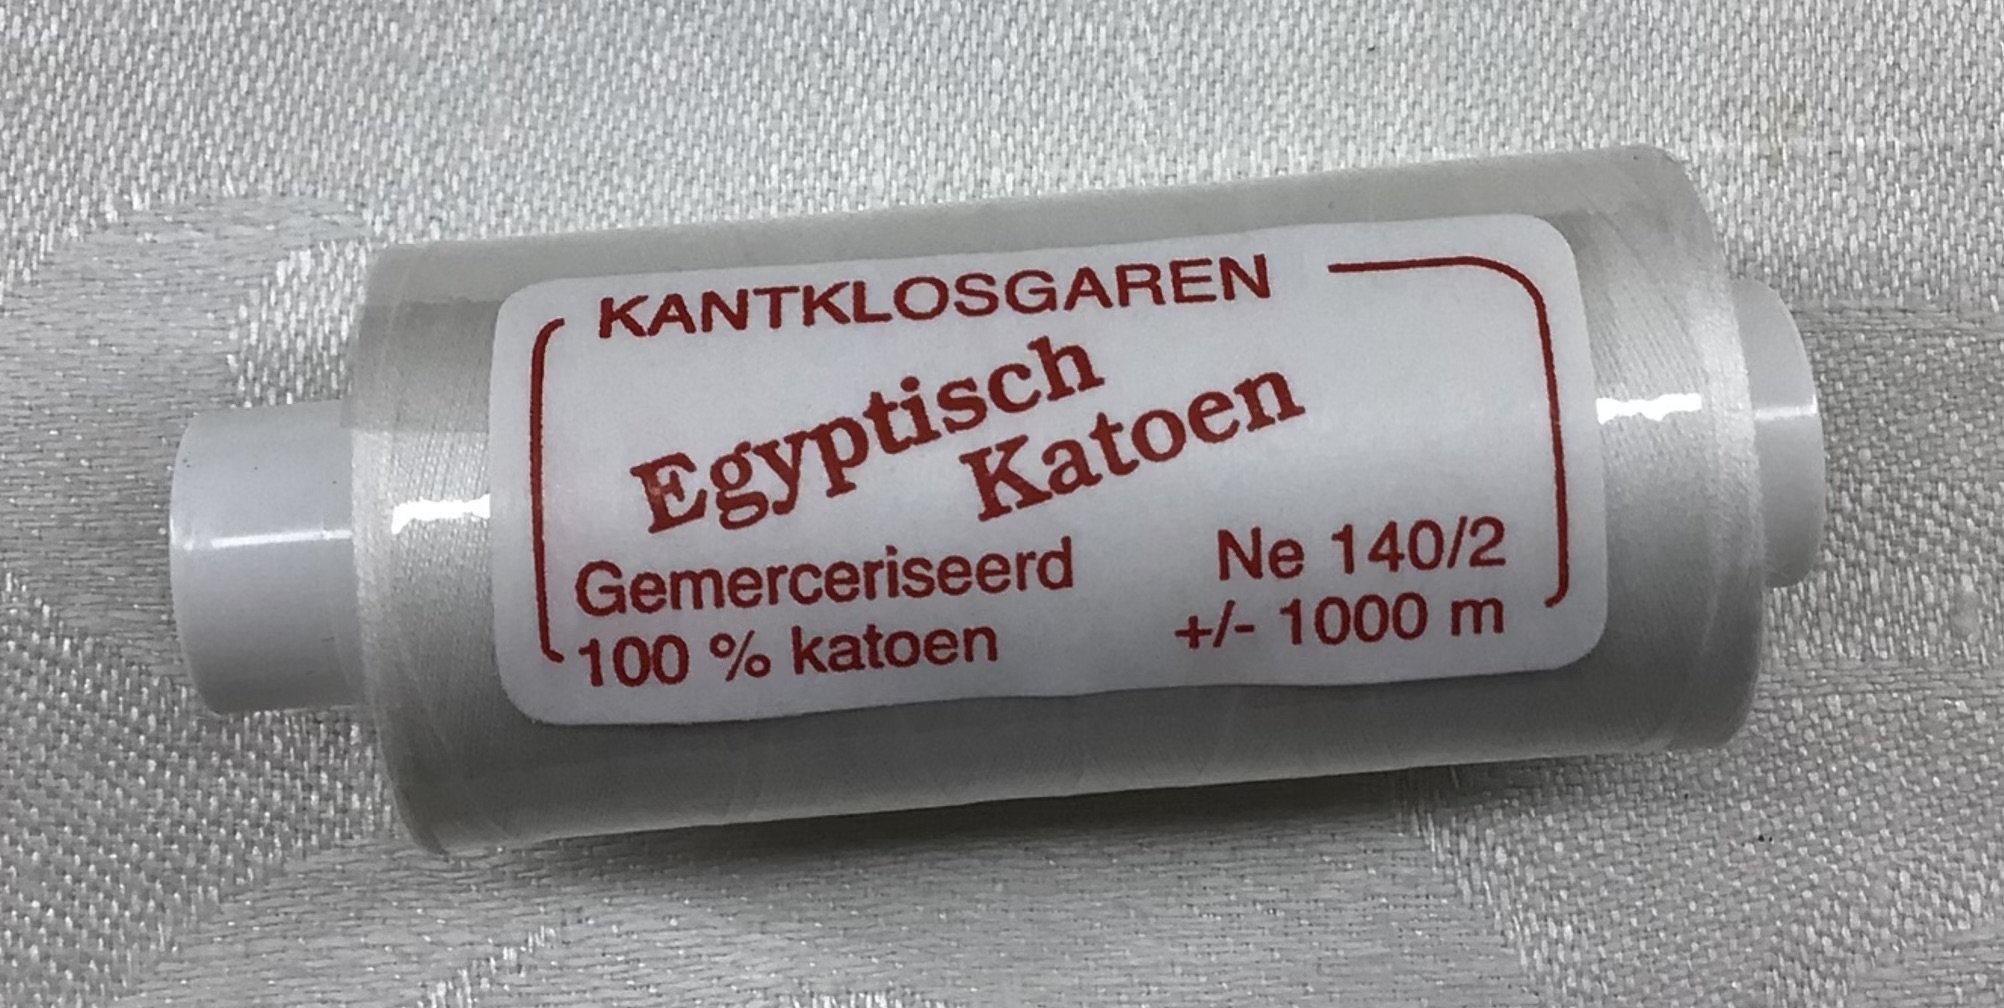 KANTKLOSGAREN
Egyptisch
Katoen
Gemerceriseerd Ne 140/2
100 % katoen +/- 1000 m